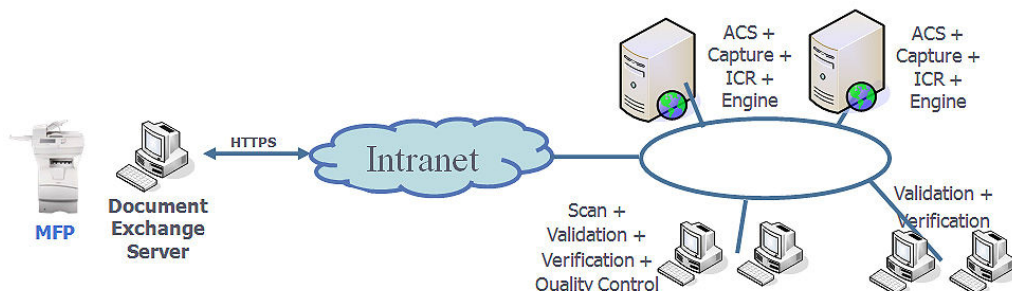 MFP
Document
Exchange
Server
HTTPS
Intranet
ACS +
Capture +
ICR +
Engine
ACS +
Capture +
ICR +
Engine
Scan +
Validation +
Verification +
Quality Control
Validation +
Verification